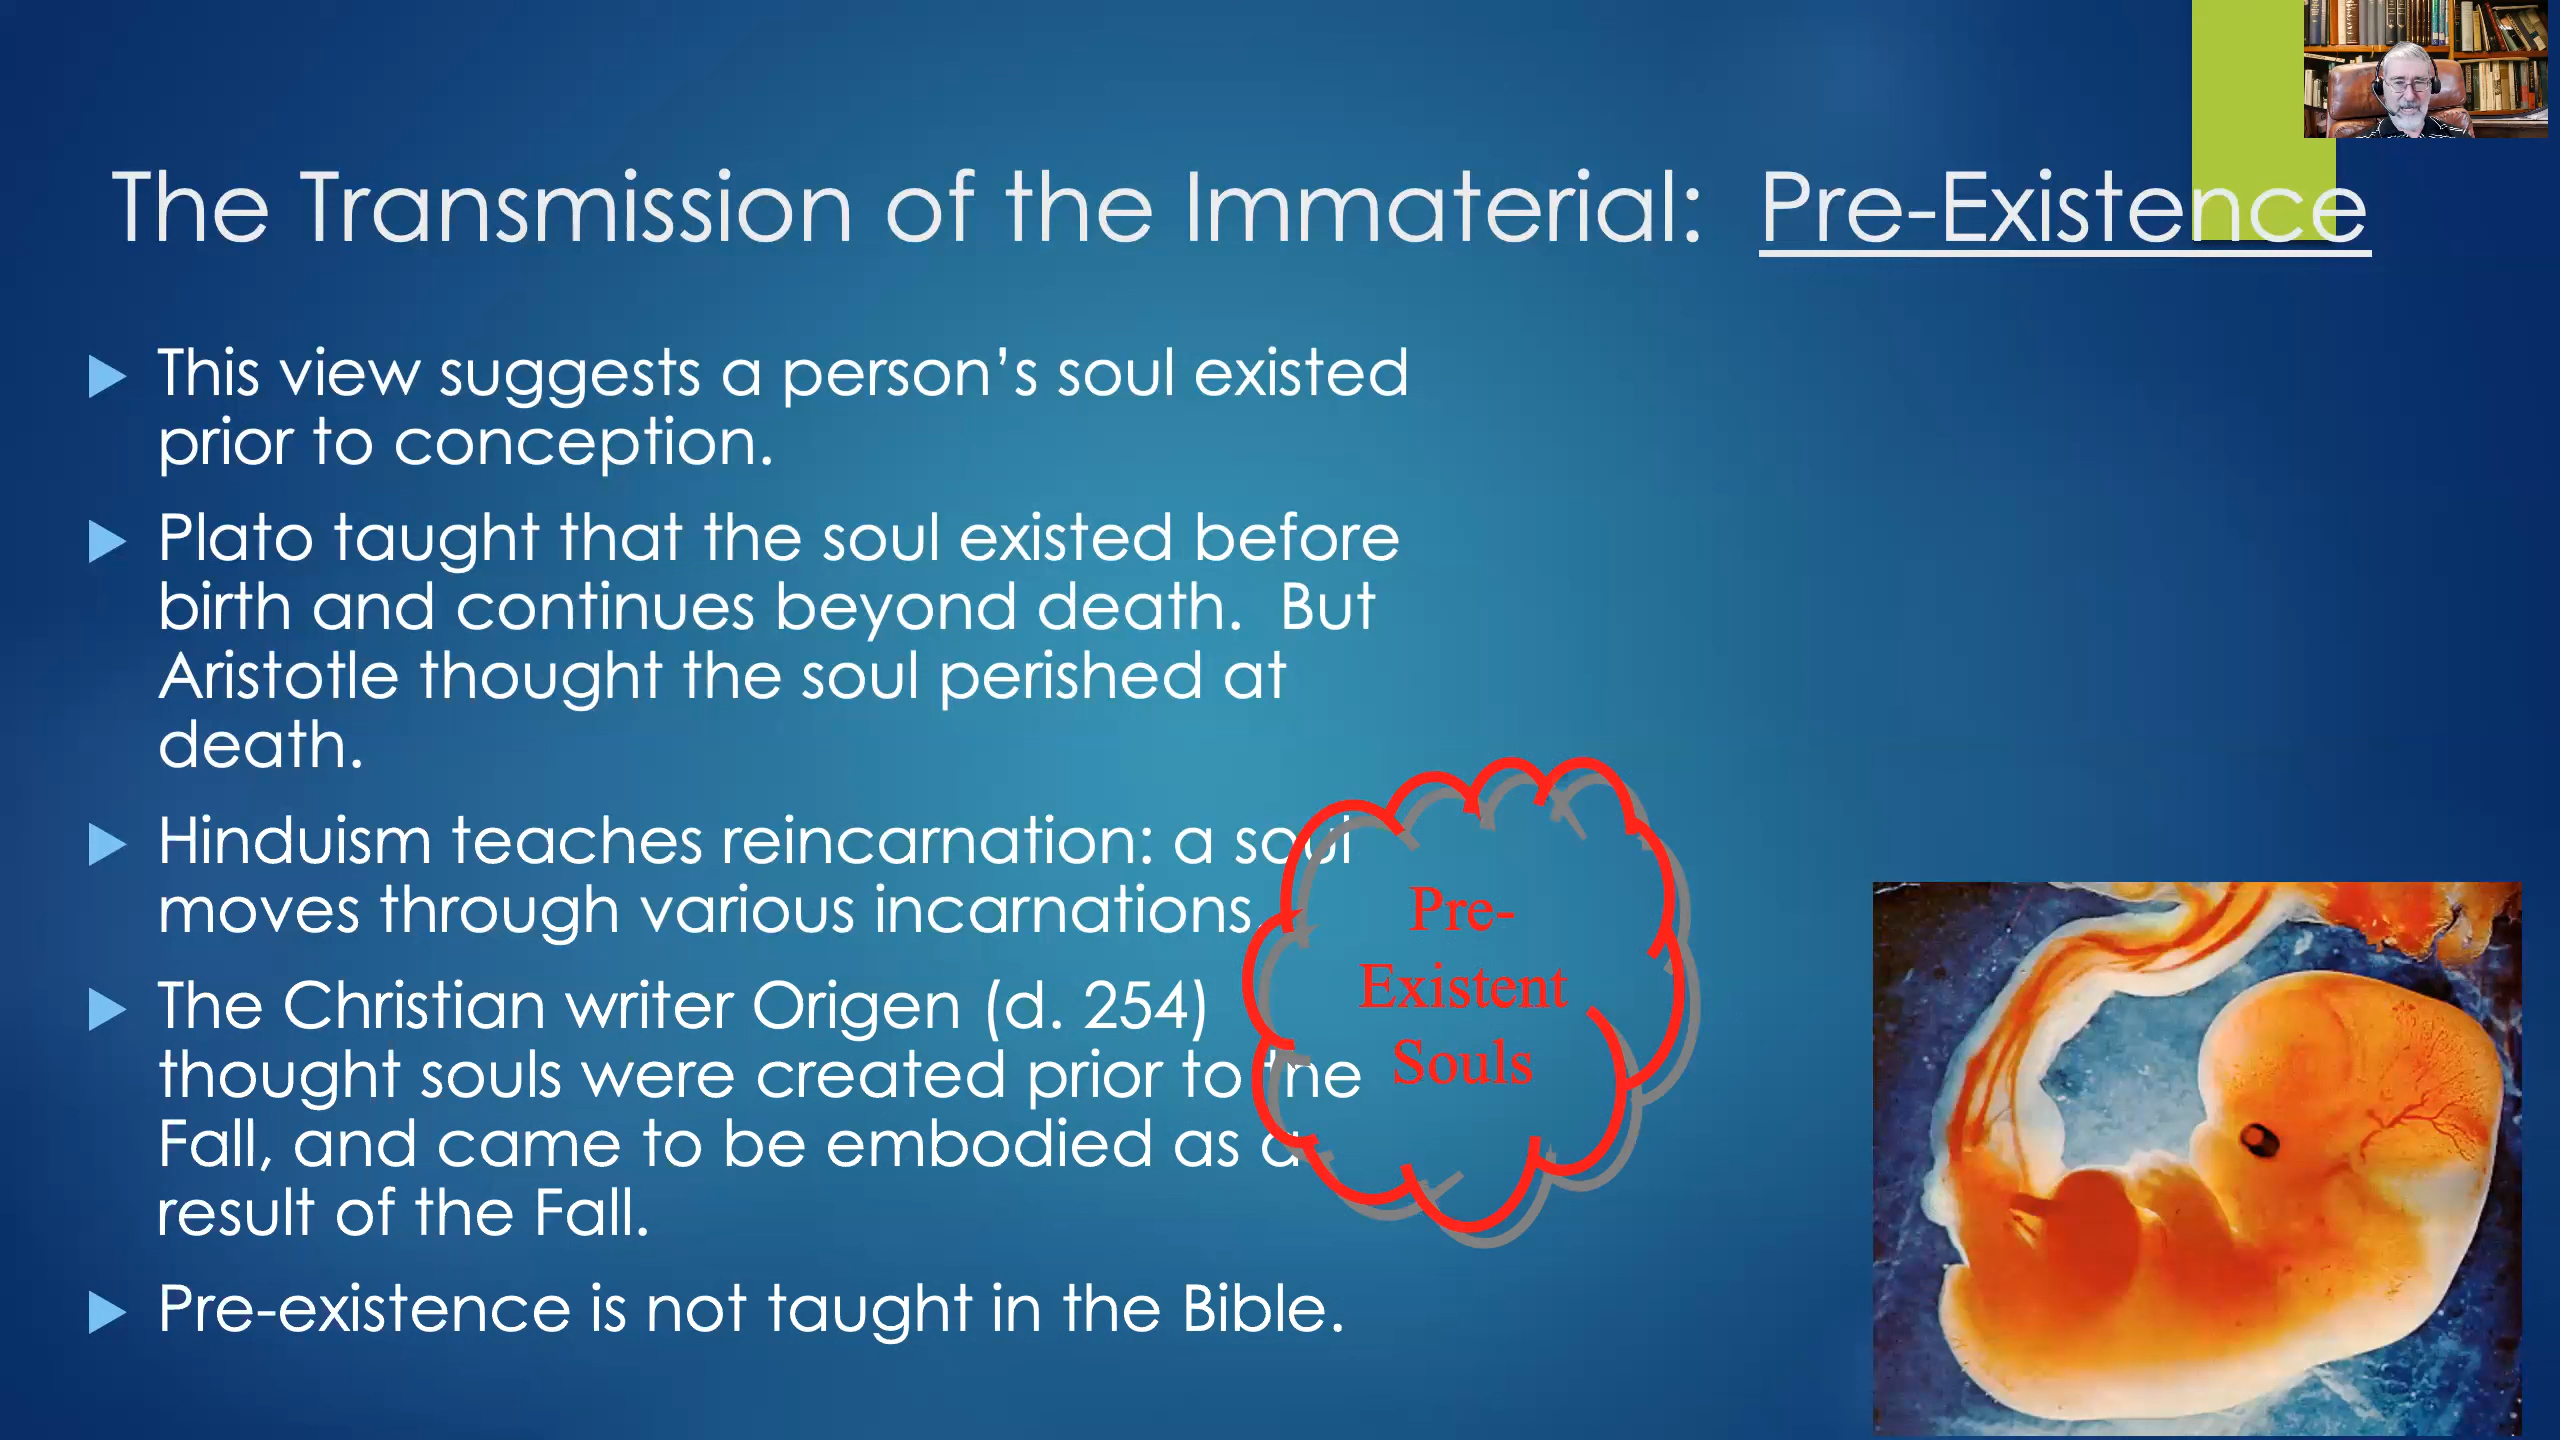 The Transmission of the Immaterial:  Pre-Existence
This view suggests a person’s soul existed
prior to conception.
Plato taught that the soul existed before
birth and continues beyond death.  But
Aristotle thought the soul perished at
death.
Hinduism teaches reincarnation: a soul
moves through various incarnations.
The Christian writer Origen (d. 254)
thought souls were created prior to the
Fall, and came to be embodied as a
result of the Fall.
Pre-existence is not taught in the Bible.
Pre-
Existent
Souls